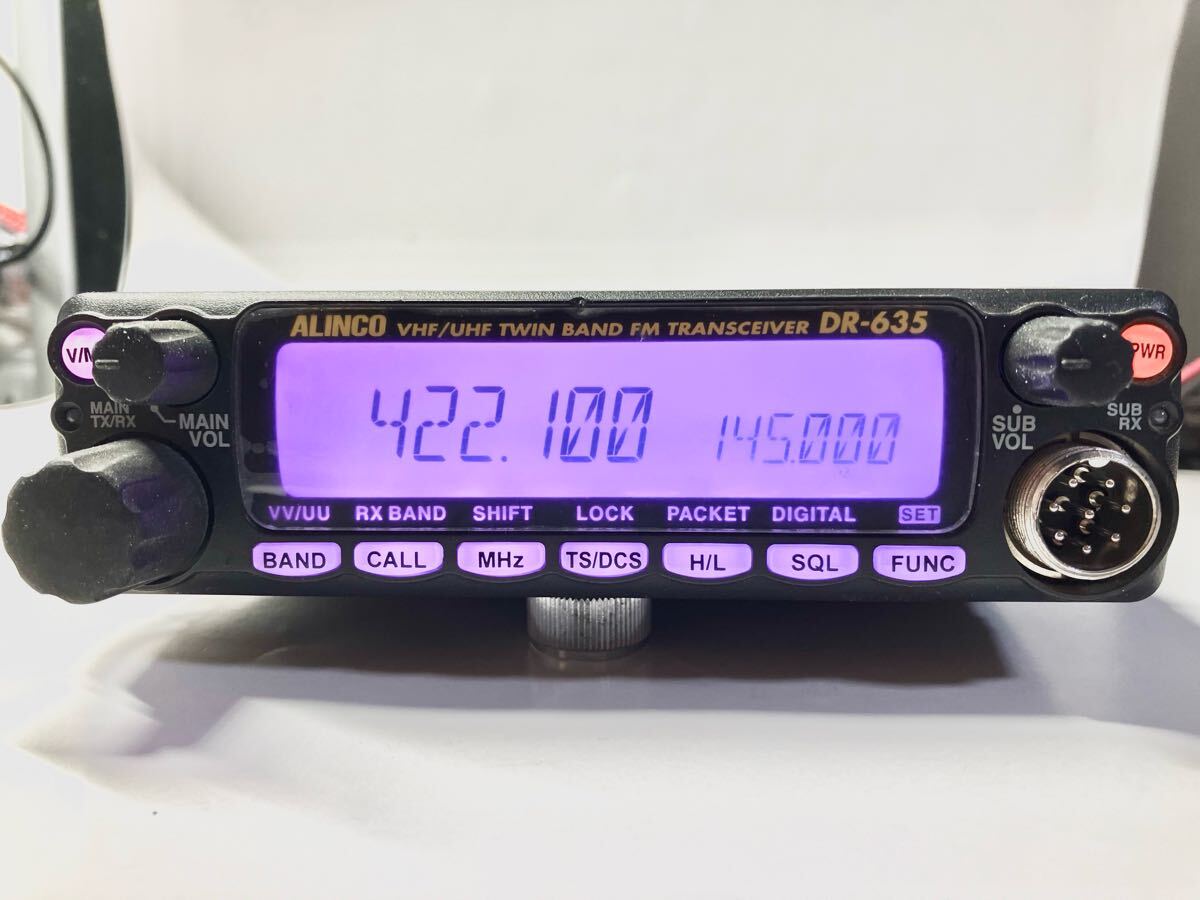 ALINCO VHF/UHF TWIN BAND FM TRANSCEIVER DR-635
V/M
PWR
422.100 145.000
MAIN
TX/RX
MAIN
VOL
SUB
VOL
SUB
RX
VV/UU RX BAND SHIFT LOCK PACKET DIGITAL SET
BAND CALL MHz TS/DCS H/L SQL FUNC